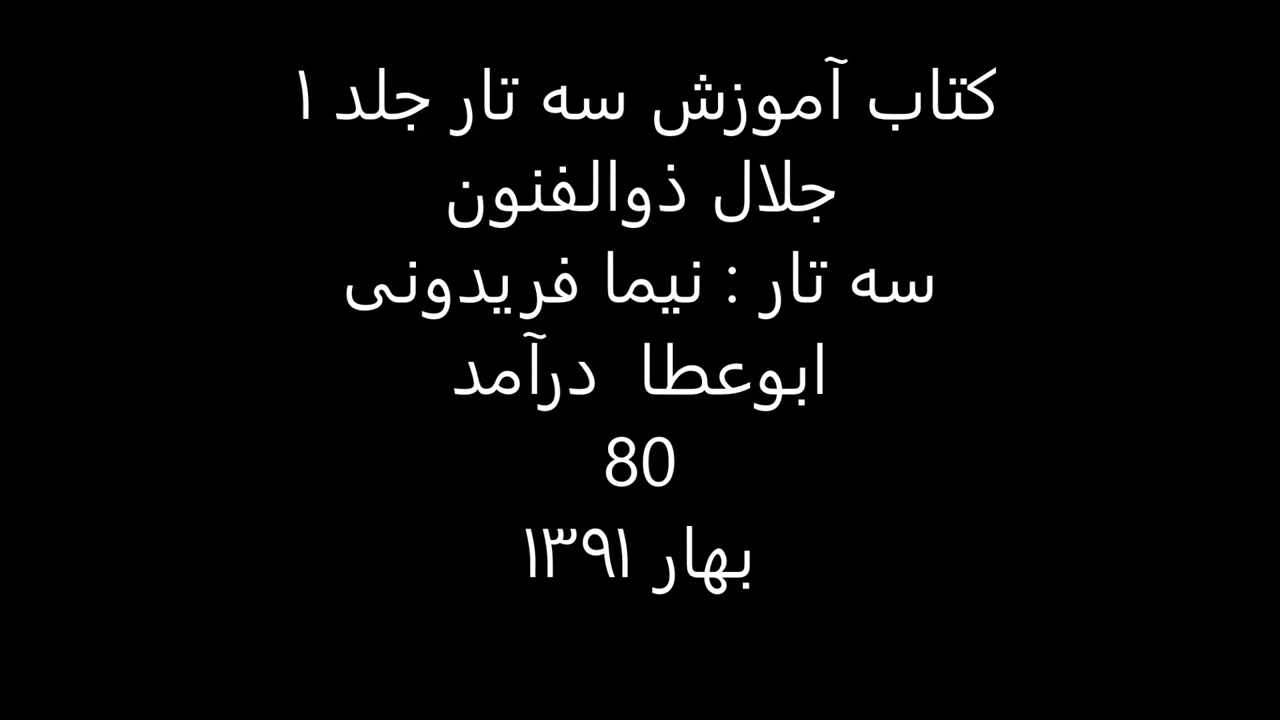 کتاب آموزش سه تار جلد ۱
جلال ذوالفنون
سه تار : نیما فریدونی
ابوعطا  درآمد
80
بهار ۱۳۹۱